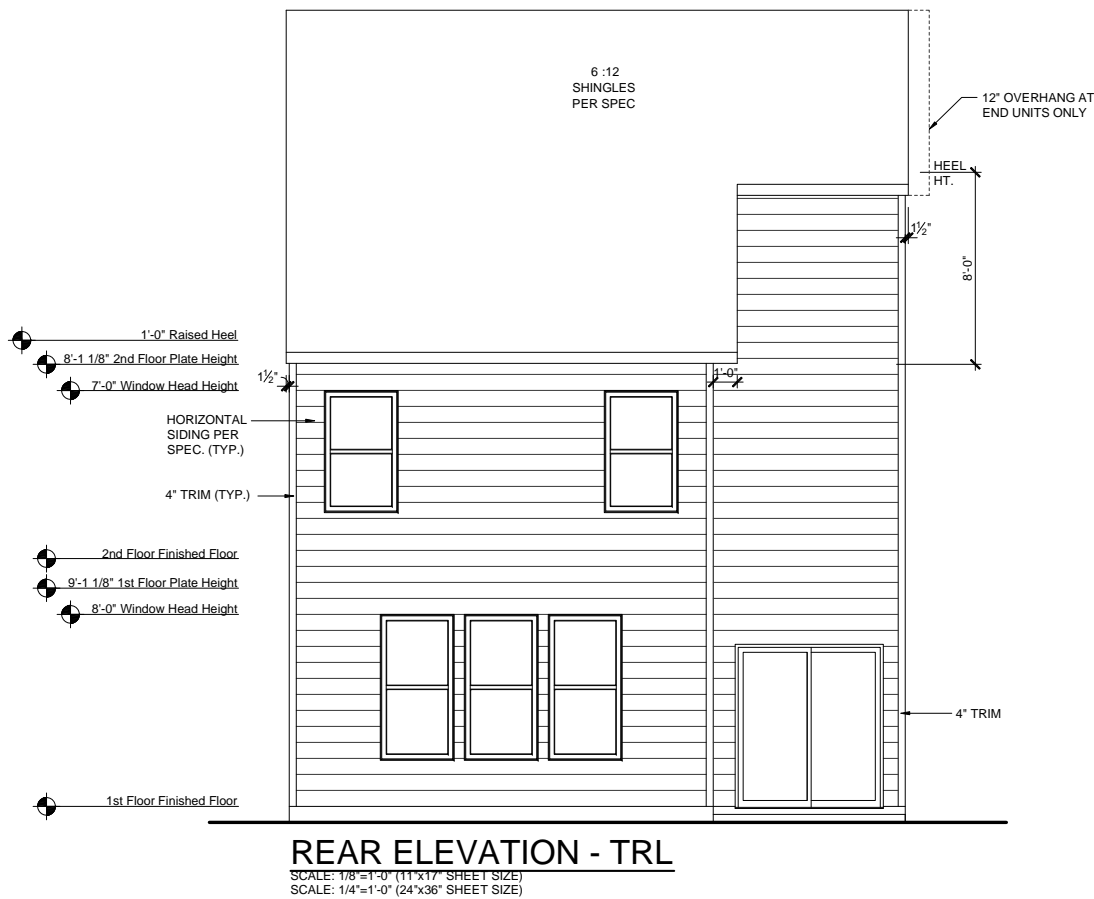 6 :12
SHINGLES
PER SPEC
12" OVERHANG AT
END UNITS ONLY
HEEL
HT.
1½"
8'-0"
1'-0" Raised Heel
8'-1 1/8" 2nd Floor Plate Height
7'-0" Window Head Height
1½"
1'-0"
HORIZONTAL
SIDING PER
SPEC. (TYP.)
4" TRIM (TYP.)
2nd Floor Finished Floor
9'-1 1/8" 1st Floor Plate Height
8'-0" Window Head Height
4" TRIM
1st Floor Finished Floor
REAR ELEVATION - TRL
SCALE: 1/8"=1'-0" (11"x17" SHEET SIZE)
SCALE: 1/4"=1'-0" (24"x36" SHEET SIZE)